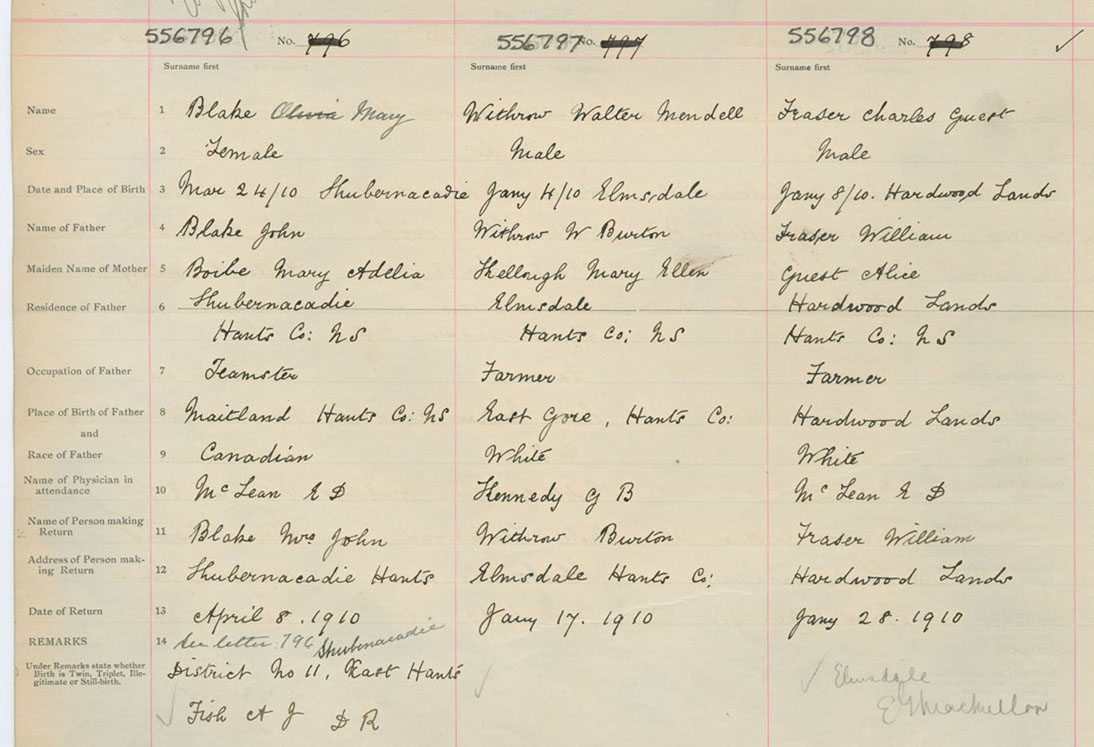 556796 No. 796 556797 No. 797 556798 No. 798
Surname first Surname first Surname first
Name 1 Blake Olivia Mary Withrow Walter Mendell Fraser Charles Guest
Sex 2 Female Male Male
Date and Place of Birth 3 Mar 24/10 Shubernacadie Jany 4/10 Elmsdale Jany 8/10. Hardwood Lands
Name of Father 4 Blake John Withrow W Burton Fraser William
Maiden Name of Mother 5 Boibe Mary Adelia Mary Ellen Guest Alice
Residence of Father 6 Shubernacadie Elmsdale Hardwood Lands
Hants Co: NS Hants Co: NS Hants Co: NS
Occupation of Father 7 Teamster Farmer Farmer
Place of Birth of Father 8 Maitland Hants Co: NS East Gore, Hants Co: Hardwood Lands
and
Race of Father 9 Canadian White White
Name of Physician in
attendance 10 McLean E D Kennedy G B McLean E D
Name of Person making
Return 11 Blake Mrs John Withrow Burton Fraser William
Address of Person mak-
ing Return 12 Shubernacadie Hants Elmsdale Hants Co: Hardwood Lands
Date of Return 13 April 8. 1910 Jany 17. 1910 Jany 28. 1910
REMARKS 14 See letter 796 Shubenacadie
Under Remarks state whether
Birth is Twin, Triplet, Ille-
gitimate or Still-birth.
District No 11, East Hants
Elmsdale
Fish A J D R